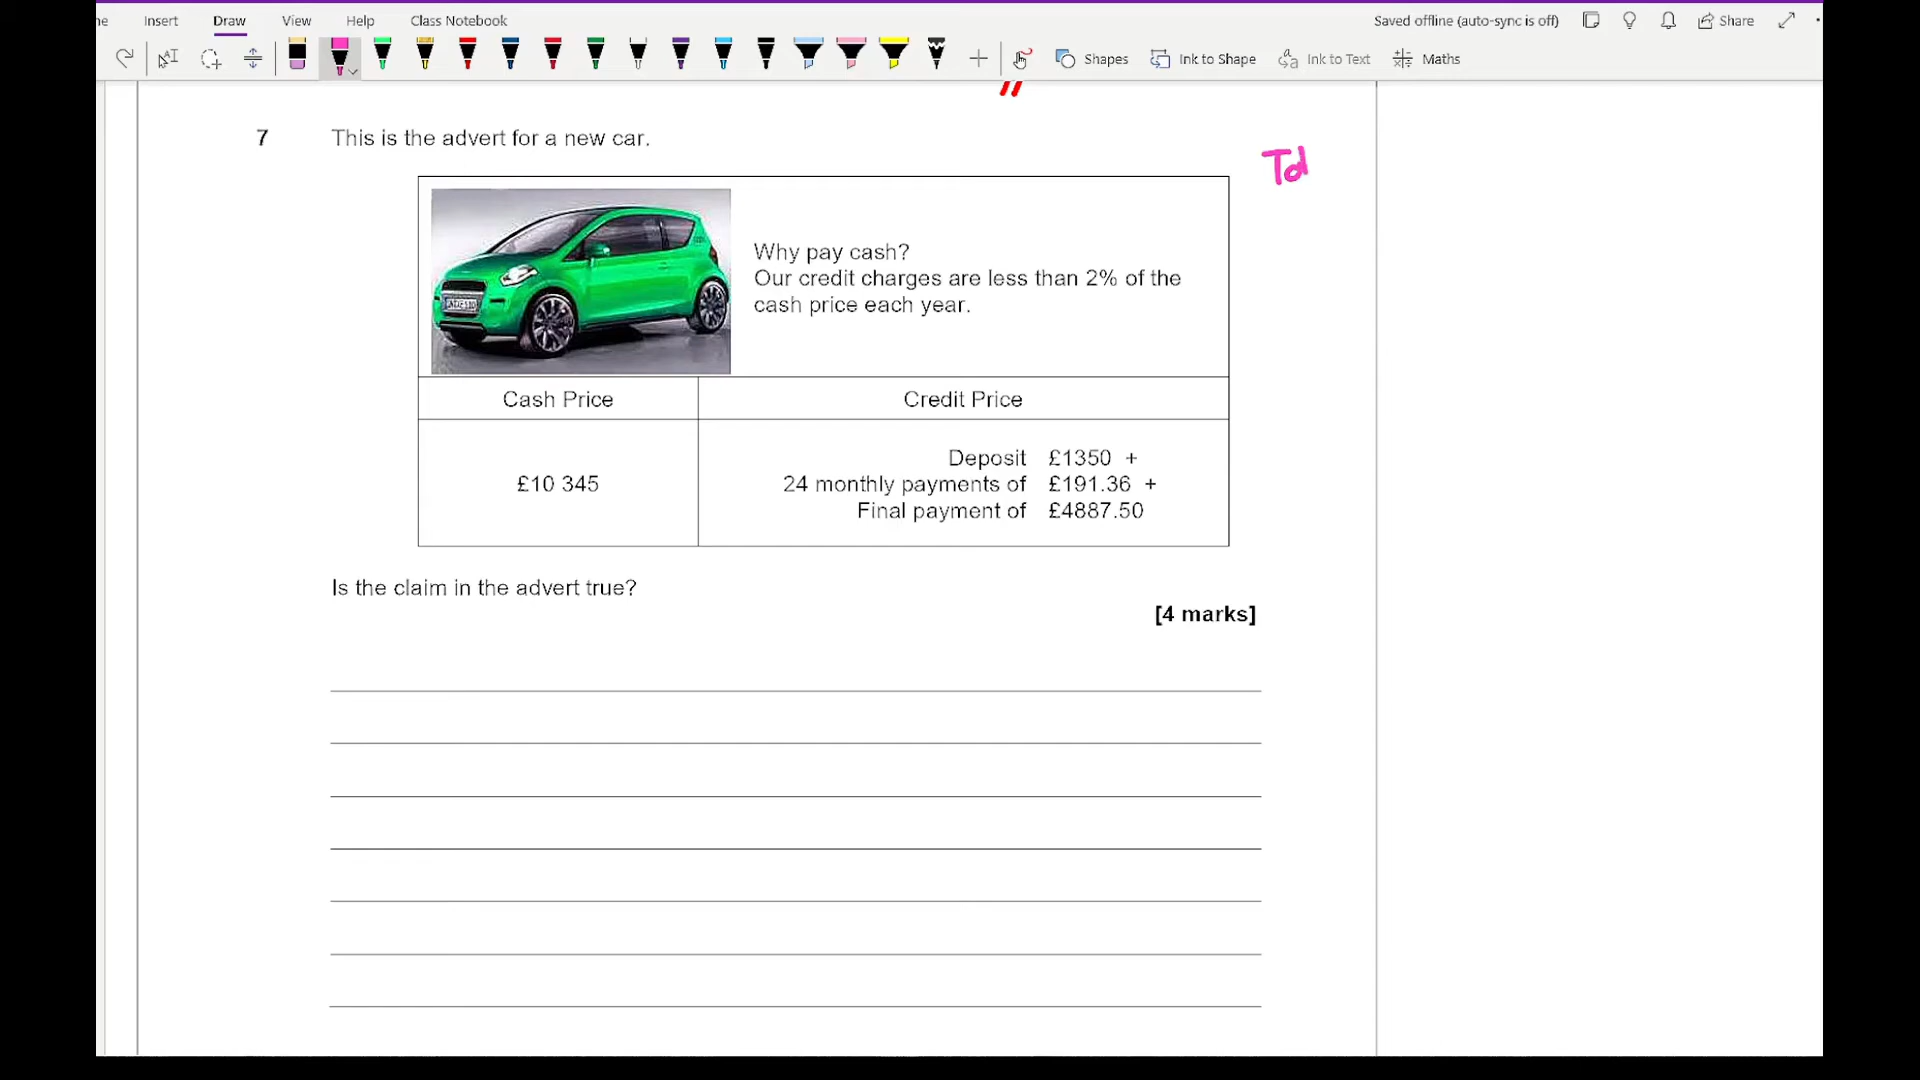 Insert Draw View Help Class Notebook Saved offline (auto-sync is off) Share
Shapes Ink to Shape Ink to Text Maths
7 This is the advert for a new car.
Td
Why pay cash?
Our credit charges are less than 2% of the
cash price each year.
Cash Price Credit Price
Deposit £1350 +
£10 345 24 monthly payments of £191.36 +
Final payment of £4887.50
Is the claim in the advert true?
[4 marks]